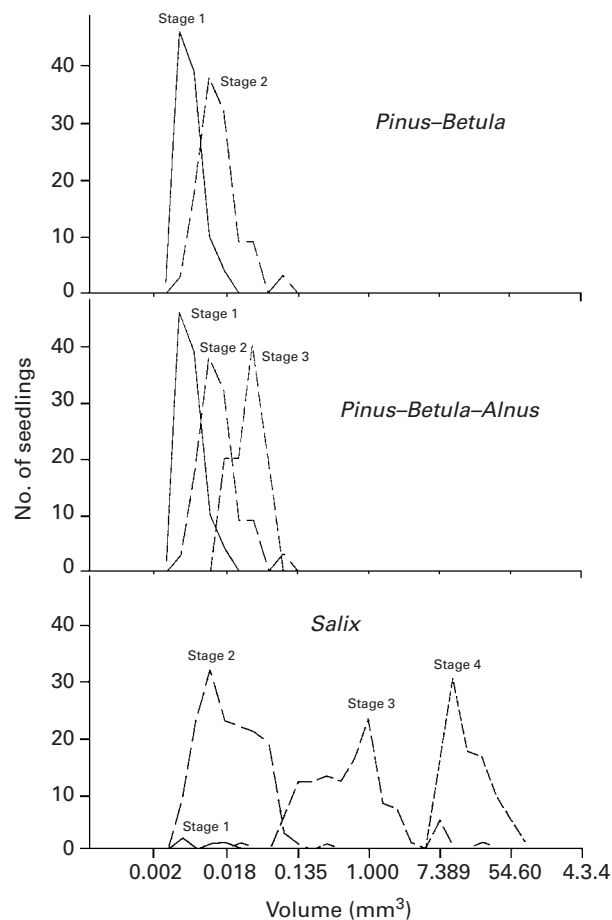 Stage 1
40
Stage 2
30
Pinus–Betula
20
10
0
Stage 1
40
Stage 2 Stage 3
30
Pinus–Betula–Alnus
20
10
0
No. of seedlings
40
Salix
Stage 2 Stage 4
30
Stage 3
20
10
Stage 1
0
0.002 0.018 0.135 1.000 7.389 54.60 4.3.4
Volume (mm³)